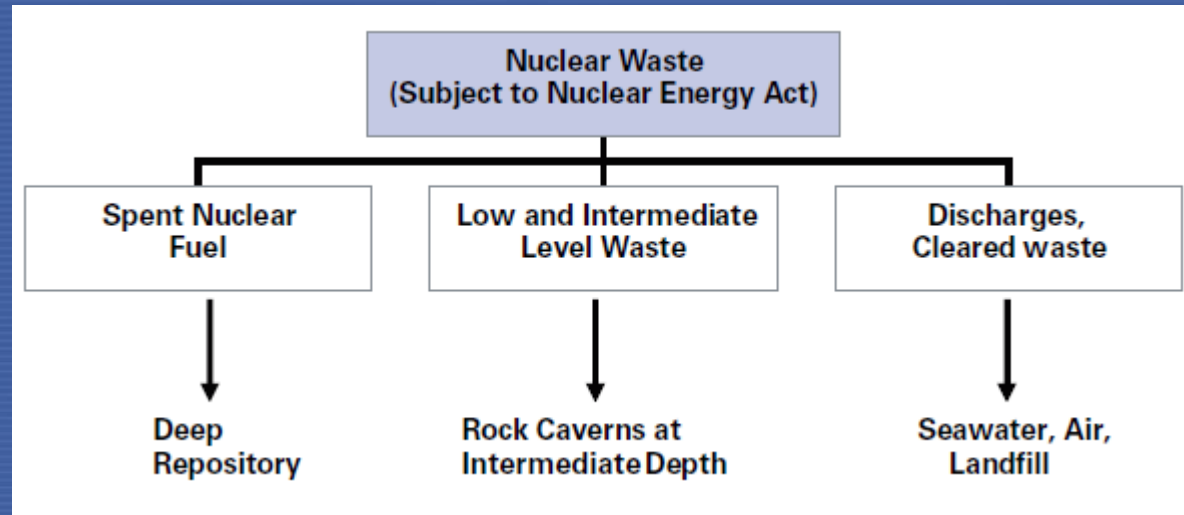 Nuclear Waste
(Subject to Nuclear Energy Act)
Spent Nuclear
Fuel
Low and Intermediate
Level Waste
Discharges,
Cleared waste
Deep
Repository
Rock Caverns at
Intermediate Depth
Seawater, Air,
Landfill